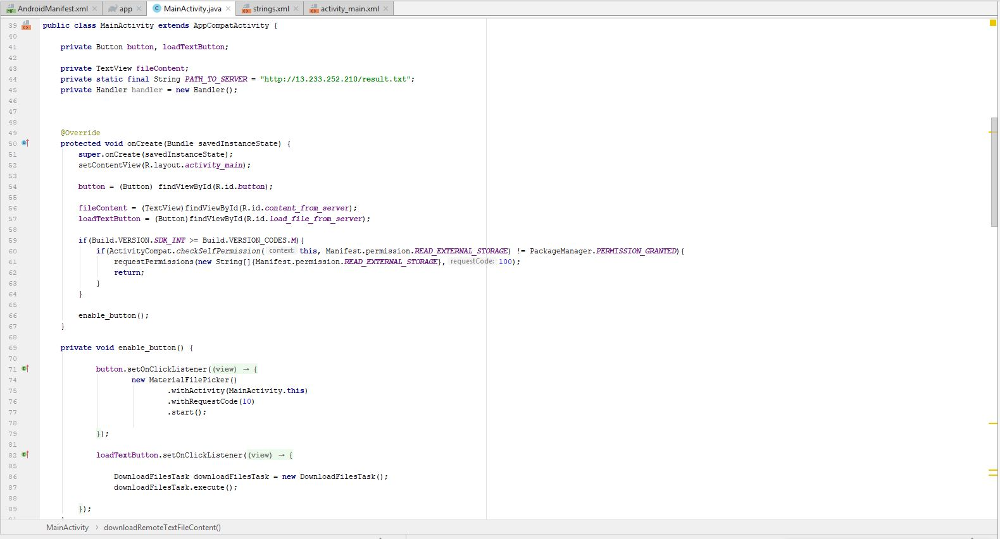 AndroidManifest.xml app MainActivity.java strings.xml activity_main.xml
39 public class MainActivity extends AppCompatActivity {
40
41 private Button button, loadTextButton;
42
43 private TextView fileContent;
44 private static final String PATH_TO_SERVER = "http://13.233.252.210/result.txt";
45 private Handler handler = new Handler();
46
47
48
49 @Override
50 protected void onCreate(Bundle savedInstanceState) {
51 super.onCreate(savedInstanceState);
52 setContentView(R.layout.activity_main);
53
54 button = (Button) findViewById(R.id.button);
55
56 fileContent = (TextView)findViewById(R.id.content_from_server);
57 loadTextButton = (Button)findViewById(R.id.load_file_from_server);
58
59 if(Build.VERSION.SDK_INT >= Build.VERSION_CODES.M){
60 if(ActivityCompat.checkSelfPermission( context: this, Manifest.permission.READ_EXTERNAL_STORAGE) != PackageManager.PERMISSION_GRANTED){
61 requestPermissions(new String[]{Manifest.permission.READ_EXTERNAL_STORAGE}, requestCode: 100);
62 return;
63 }
64 }
65
66 enable_button();
67 }
68
69 private void enable_button() {
70
71 button.setOnClickListener((view) → {
74 new MaterialFilePicker()
75 .withActivity(MainActivity.this)
76 .withRequestCode(10)
77 .start();
78
79 });
81
82 loadTextButton.setOnClickListener((view) → {
85
86 DownloadFilesTask downloadFilesTask = new DownloadFilesTask();
87 downloadFilesTask.execute();
88
89 });
MainActivity › downloadRemoteTextFileContent()